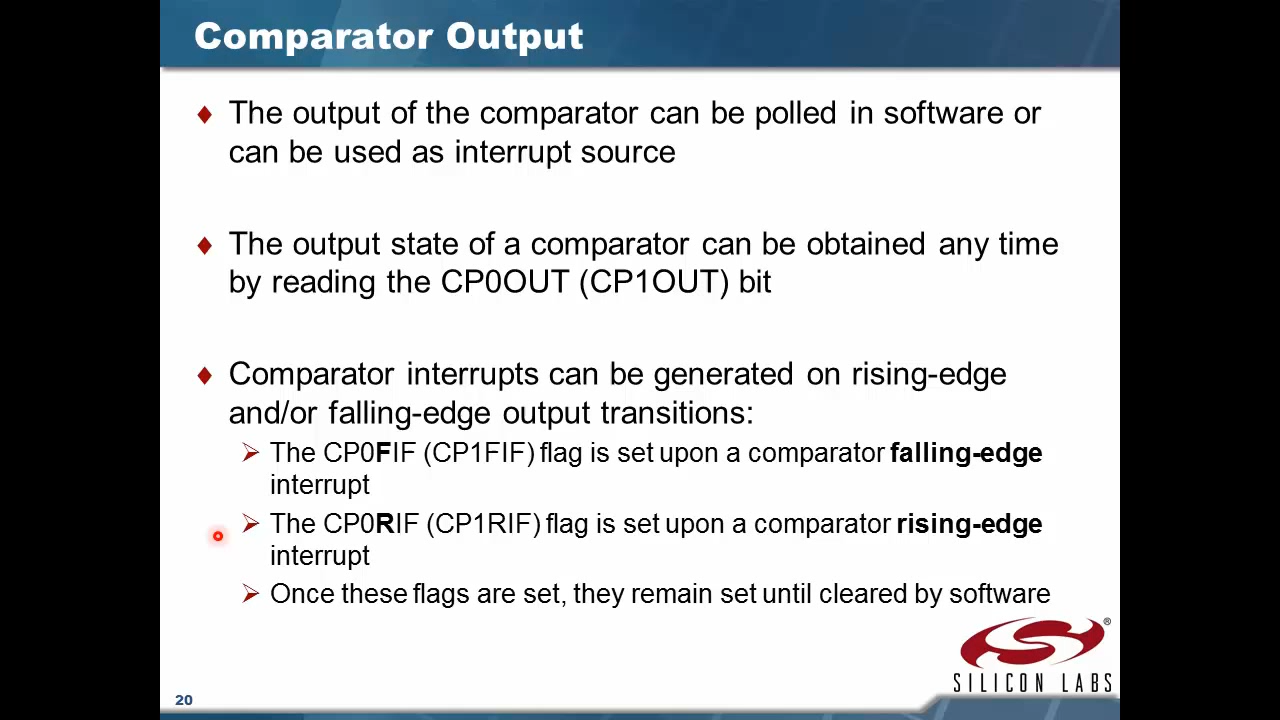 Comparator Output
The output of the comparator can be polled in software or
can be used as interrupt source
The output state of a comparator can be obtained any time
by reading the CP0OUT (CP1OUT) bit
Comparator interrupts can be generated on rising-edge
and/or falling-edge output transitions:
The CP0FIF (CP1FIF) flag is set upon a comparator falling-edge
interrupt
The CP0RIF (CP1RIF) flag is set upon a comparator rising-edge
interrupt
Once these flags are set, they remain set until cleared by software
®
SILICON LABS
20